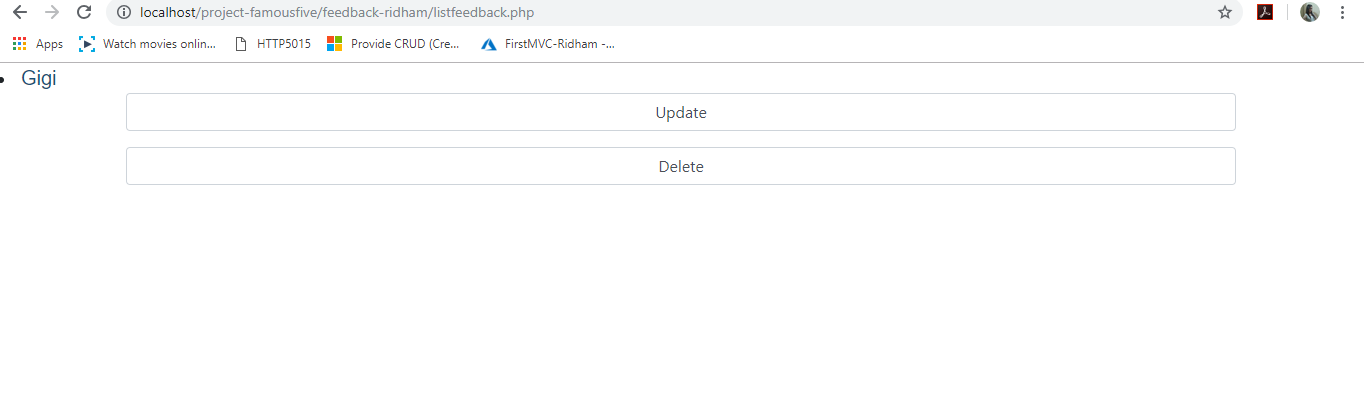 localhost/project-famousfive/feedback-ridham/listfeedback.php
Apps Watch movies onlin... HTTP5015 Provide CRUD (Cre... FirstMVC-Ridham -...
Gigi
Update
Delete